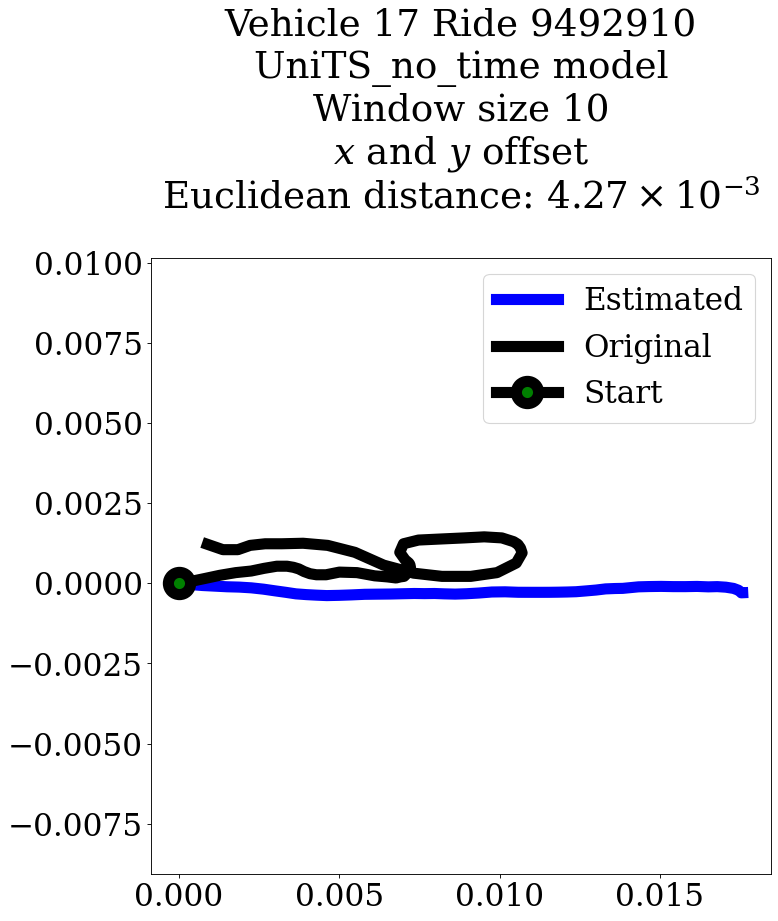 Vehicle 17 Ride 9492910
UniTS_no_time model
Window size 10
x and y offset
Euclidean distance: 4.27 × 10⁻³
0.0100
0.0075
0.0050
0.0025
0.0000
−0.0025
−0.0050
−0.0075
Estimated
Original
Start
0.000 0.005 0.010 0.015